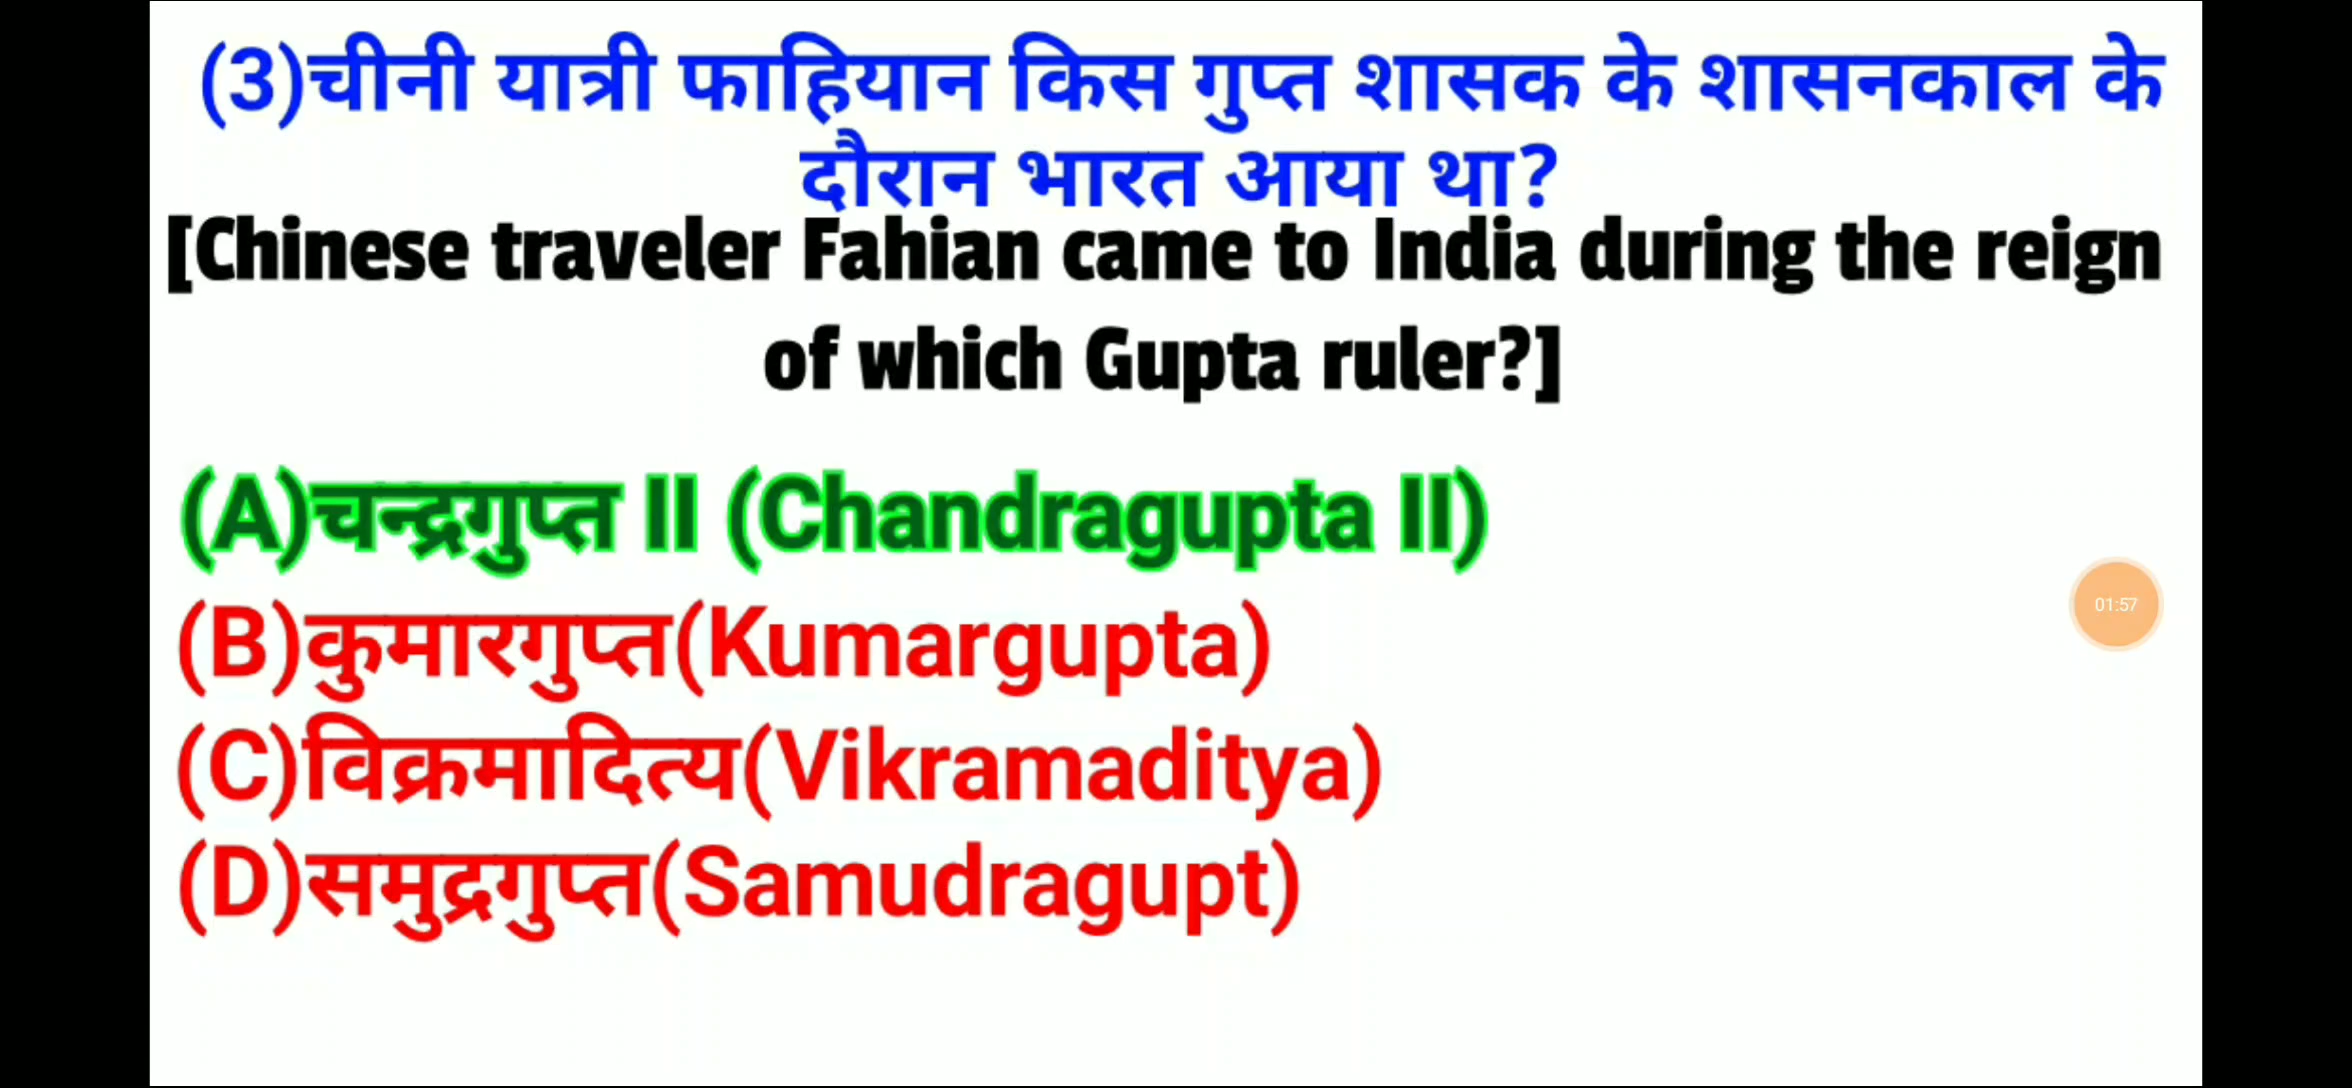 (3)चीनी यात्री फाहियान किस गुप्त शासक के शासनकाल के
दौरान भारत आया था?
[Chinese traveler Fahian came to India during the reign
of which Gupta ruler?]
(A)चन्द्रगुप्त II (Chandragupta II)
(B)कुमारगुप्त(Kumargupta)
01:57
(C)विक्रमादित्य(Vikramaditya)
(D)समुद्रगुप्त(Samudragupt)